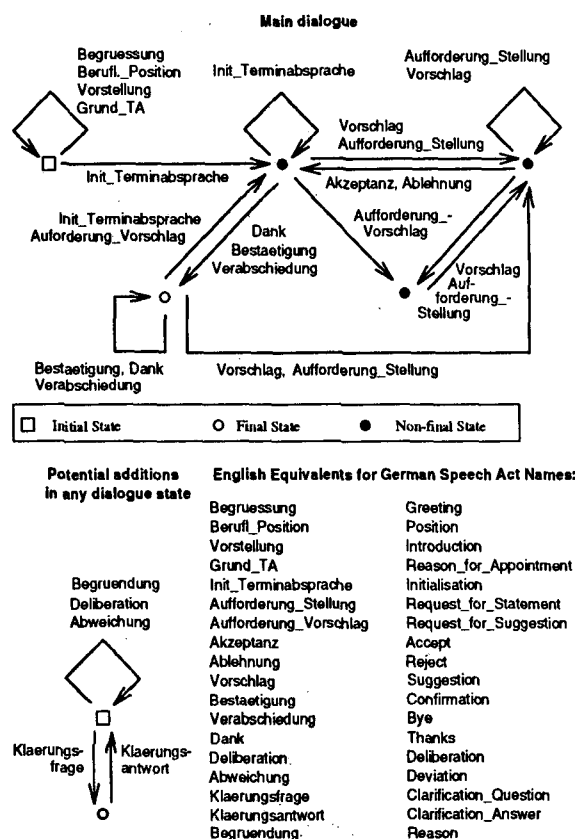 Main dialogue
Begruessung
Berufl._Position
Vorstellung
Grund_TA
Init_Terminabsprache
Aufforderung_Stellung
Vorschlag
Vorschlag
Aufforderung_Stellung
Init_Terminabsprache
Akzeptanz, Ablehnung
Init_Terminabsprache
Auforderung_Vorschlag
Dank
Bestaetigung
Verabschiedung
Aufforderung_-
Vorschlag
Vorschlag
Auf-
forderung_-
Stellung
Bestaetigung, Dank
Verabschiedung
Vorschlag, Aufforderung_Stellung
Initial State
Final State
Non-final State
Potential additions
in any dialogue state
Begruendung
Deliberation
Abweichung
Klaerungs-
frage
Klaerungs-
antwort
English Equivalents for German Speech Act Names:
Begruessung Greeting
Berufl_Position Position
Vorstellung Introduction
Grund_TA Reason_for_Appointment
Init_Terminabsprache Initialisation
Aufforderung_Stellung Request_for_Statement
Aufforderung_Vorschlag Request_for_Suggestion
Akzeptanz Accept
Ablehnung Reject
Vorschlag Suggestion
Bestaetigung Confirmation
Verabschiedung Bye
Dank Thanks
Deliberation Deliberation
Abweichung Deviation
Klaerungsfrage Clarification_Question
Klaerungsantwort Clarification_Answer
Begruendung Reason